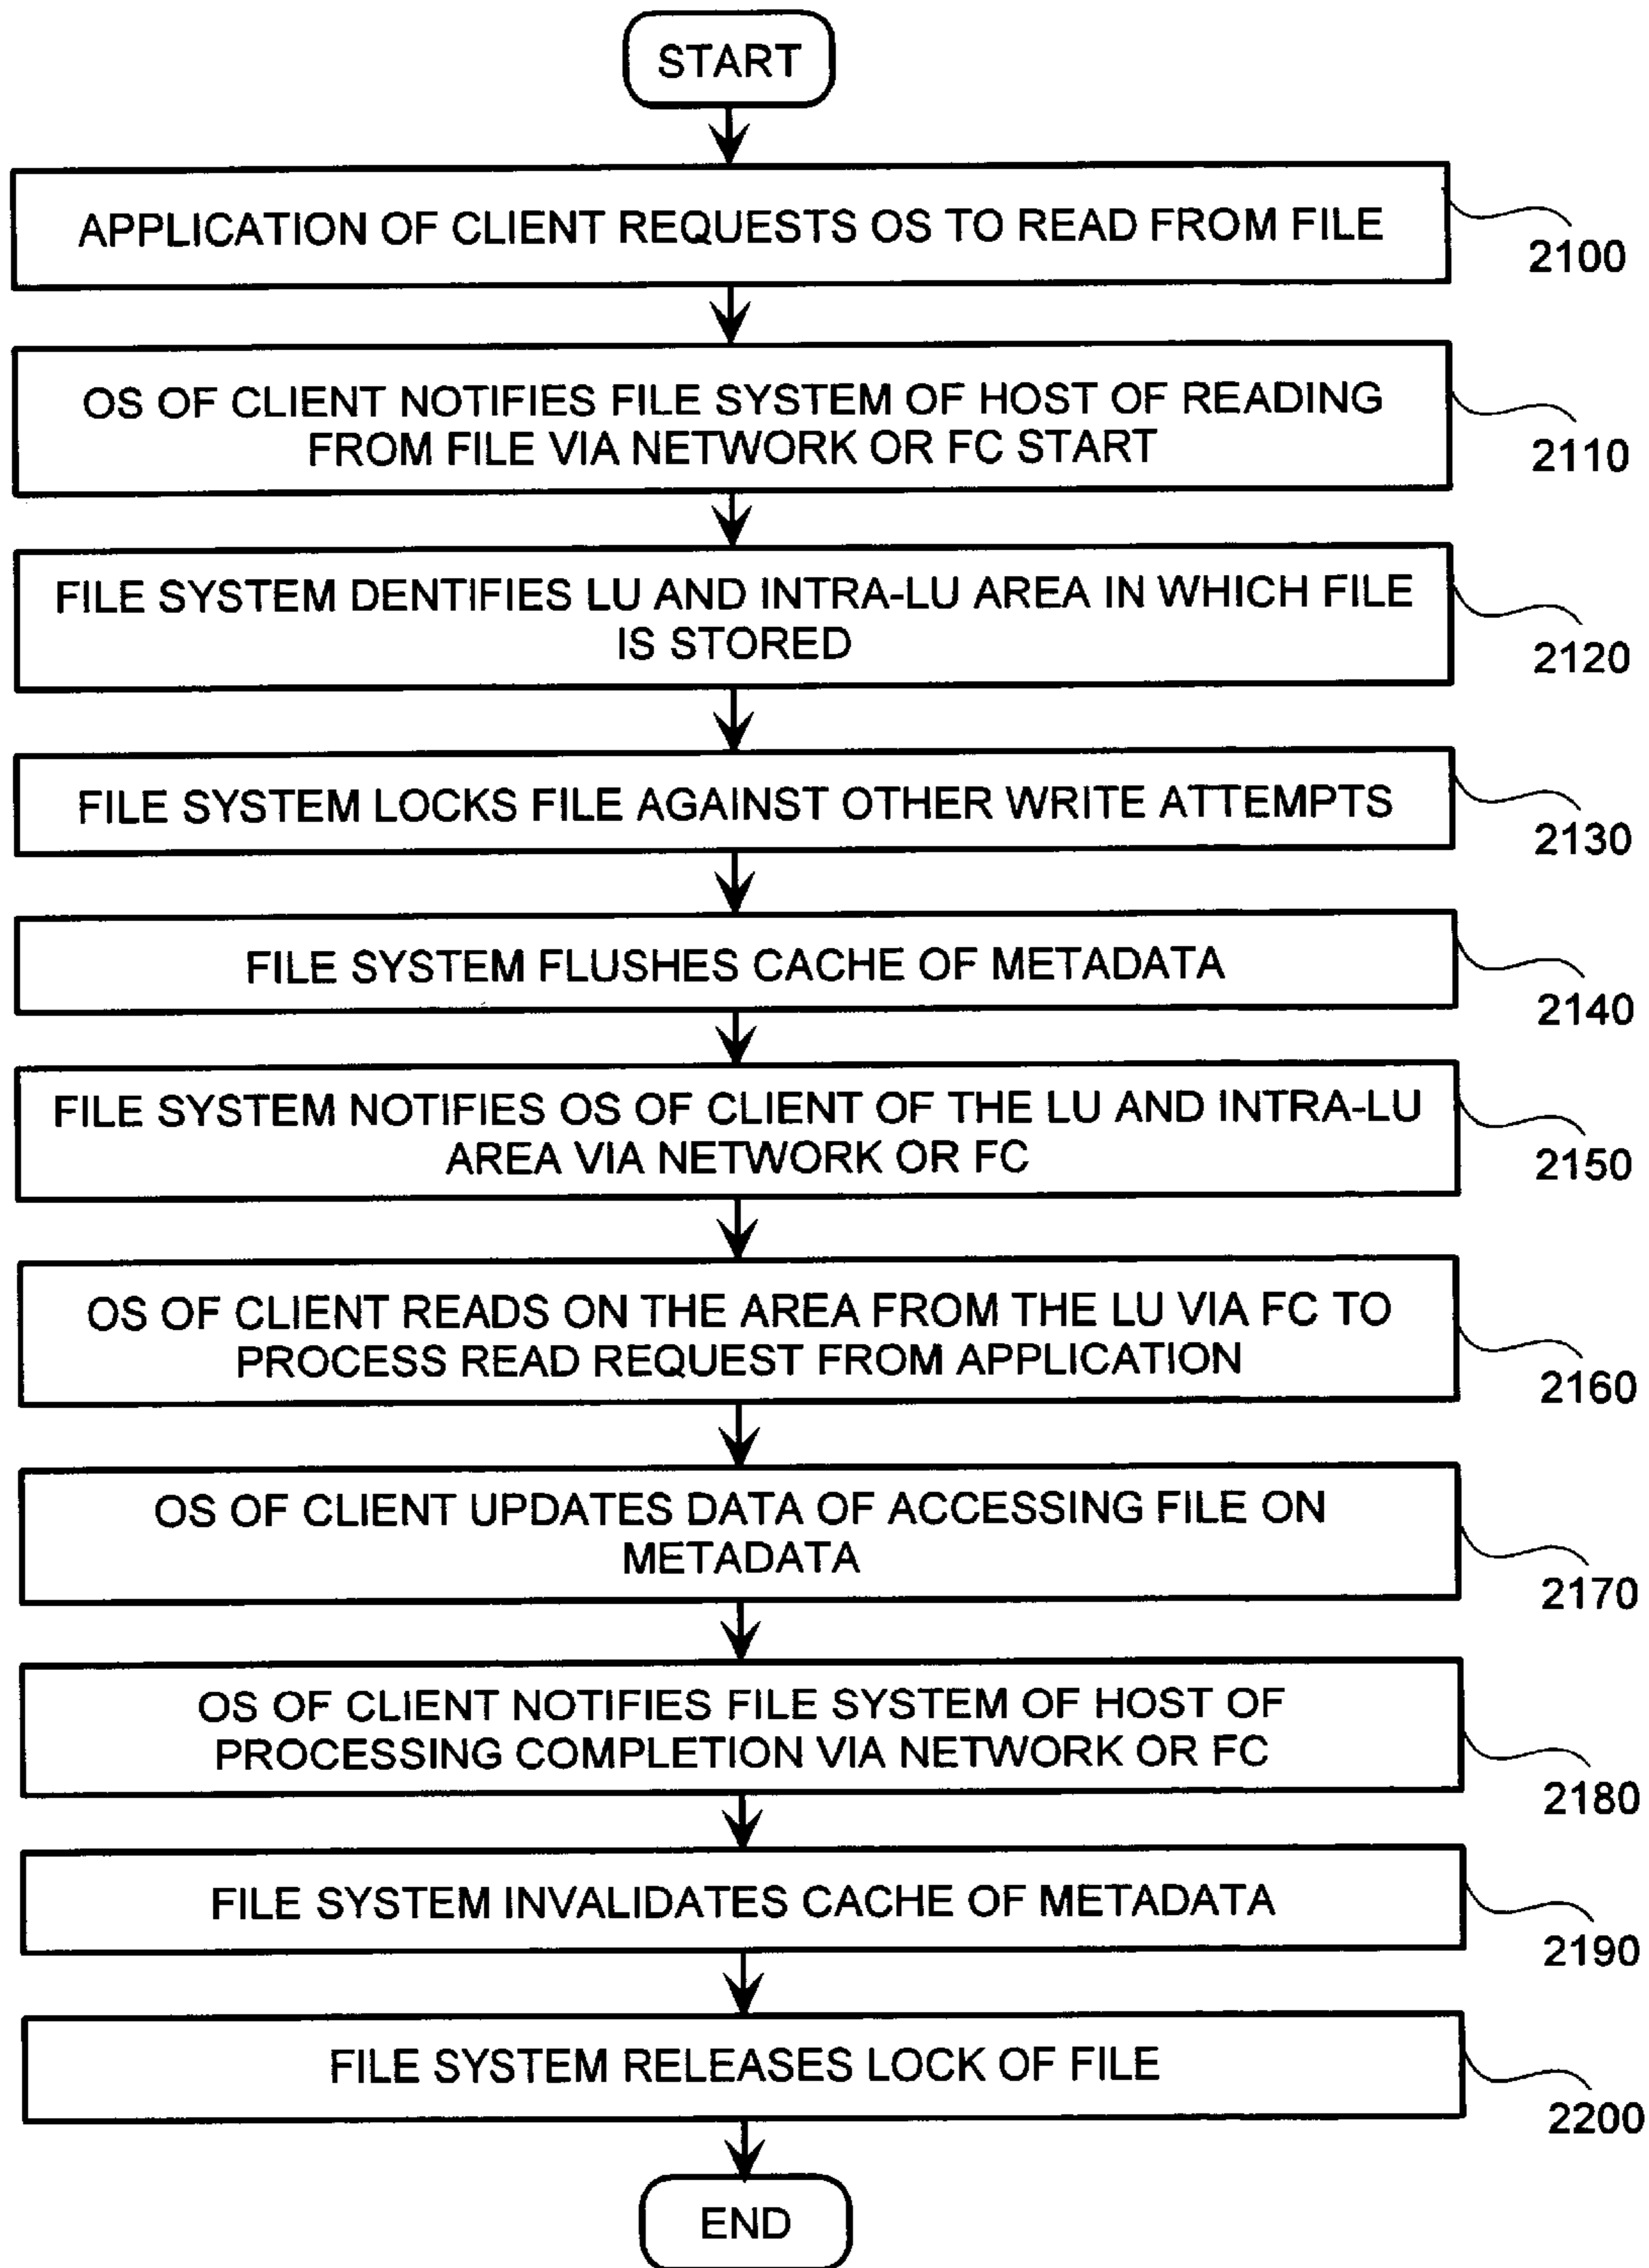 START
APPLICATION OF CLIENT REQUESTS OS TO READ FROM FILE
2100
OS OF CLIENT NOTIFIES FILE SYSTEM OF HOST OF READING
FROM FILE VIA NETWORK OR FC START
2110
FILE SYSTEM DENTIFIES LU AND INTRA-LU AREA IN WHICH FILE
IS STORED
2120
FILE SYSTEM LOCKS FILE AGAINST OTHER WRITE ATTEMPTS
2130
FILE SYSTEM FLUSHES CACHE OF METADATA
2140
FILE SYSTEM NOTIFIES OS OF CLIENT OF THE LU AND INTRA-LU
AREA VIA NETWORK OR FC
2150
OS OF CLIENT READS ON THE AREA FROM THE LU VIA FC TO
PROCESS READ REQUEST FROM APPLICATION
2160
OS OF CLIENT UPDATES DATA OF ACCESSING FILE ON
METADATA
2170
OS OF CLIENT NOTIFIES FILE SYSTEM OF HOST OF
PROCESSING COMPLETION VIA NETWORK OR FC
2180
FILE SYSTEM INVALIDATES CACHE OF METADATA
2190
FILE SYSTEM RELEASES LOCK OF FILE
2200
END